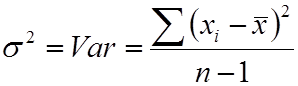 σ² = Var = ∑(xᵢ − x̄)² / n − 1